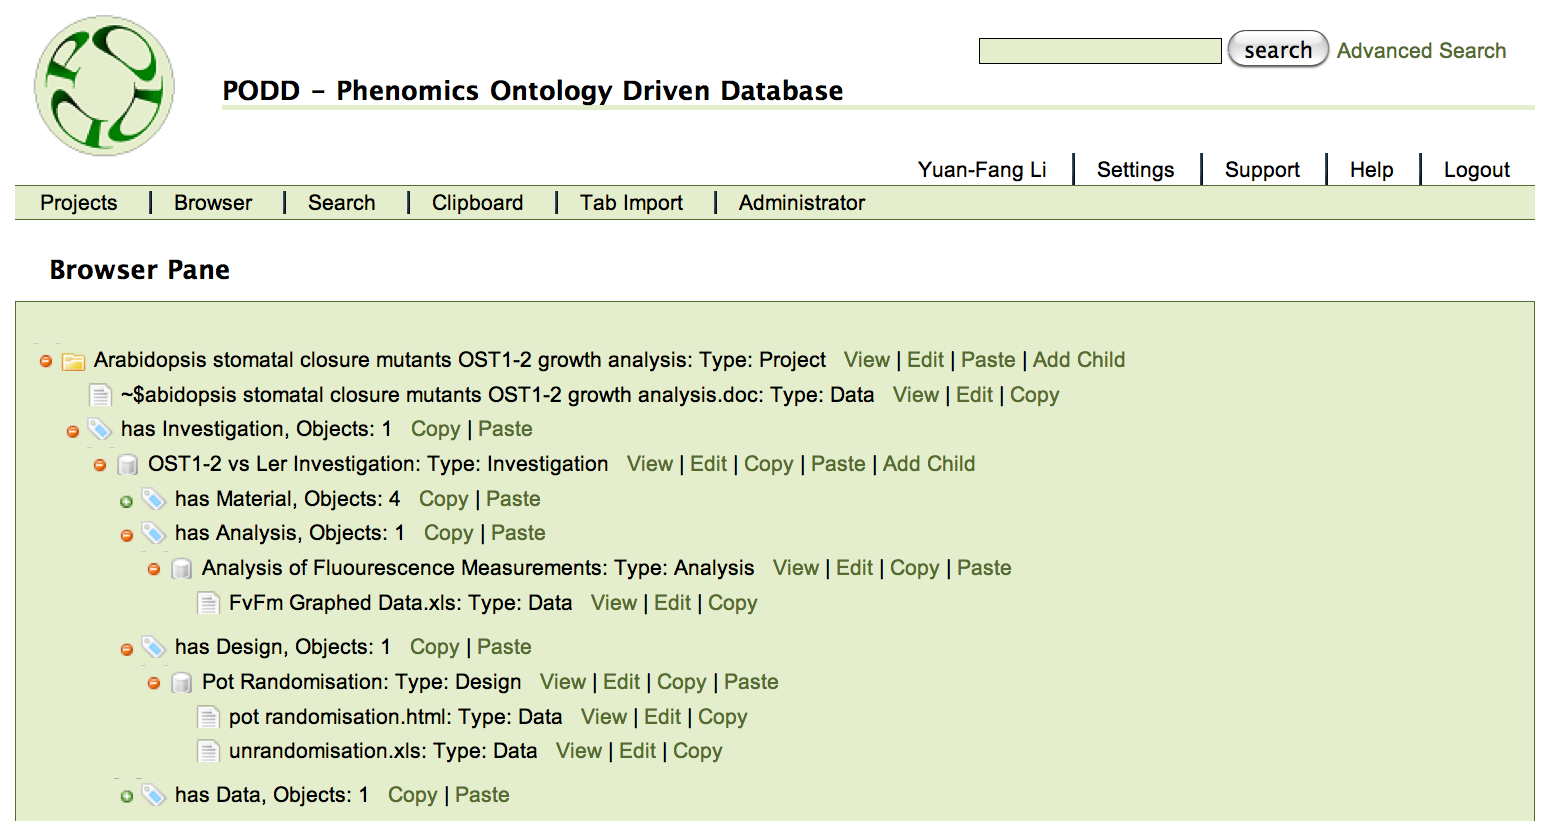 PODD
search Advanced Search
PODD – Phenomics Ontology Driven Database
Yuan-Fang Li | Settings | Support | Help | Logout
Projects | Browser | Search | Clipboard | Tab Import | Administrator
Browser Pane
Arabidopsis stomatal closure mutants OST1-2 growth analysis: Type: Project View | Edit | Paste | Add Child
~$abidopsis stomatal closure mutants OST1-2 growth analysis.doc: Type: Data View | Edit | Copy
has Investigation, Objects: 1 Copy | Paste
OST1-2 vs Ler Investigation: Type: Investigation View | Edit | Copy | Paste | Add Child
has Material, Objects: 4 Copy | Paste
has Analysis, Objects: 1 Copy | Paste
Analysis of Fluourescence Measurements: Type: Analysis View | Edit | Copy | Paste
FvFm Graphed Data.xls: Type: Data View | Edit | Copy
has Design, Objects: 1 Copy | Paste
Pot Randomisation: Type: Design View | Edit | Copy | Paste
pot randomisation.html: Type: Data View | Edit | Copy
unrandomisation.xls: Type: Data View | Edit | Copy
has Data, Objects: 1 Copy | Paste